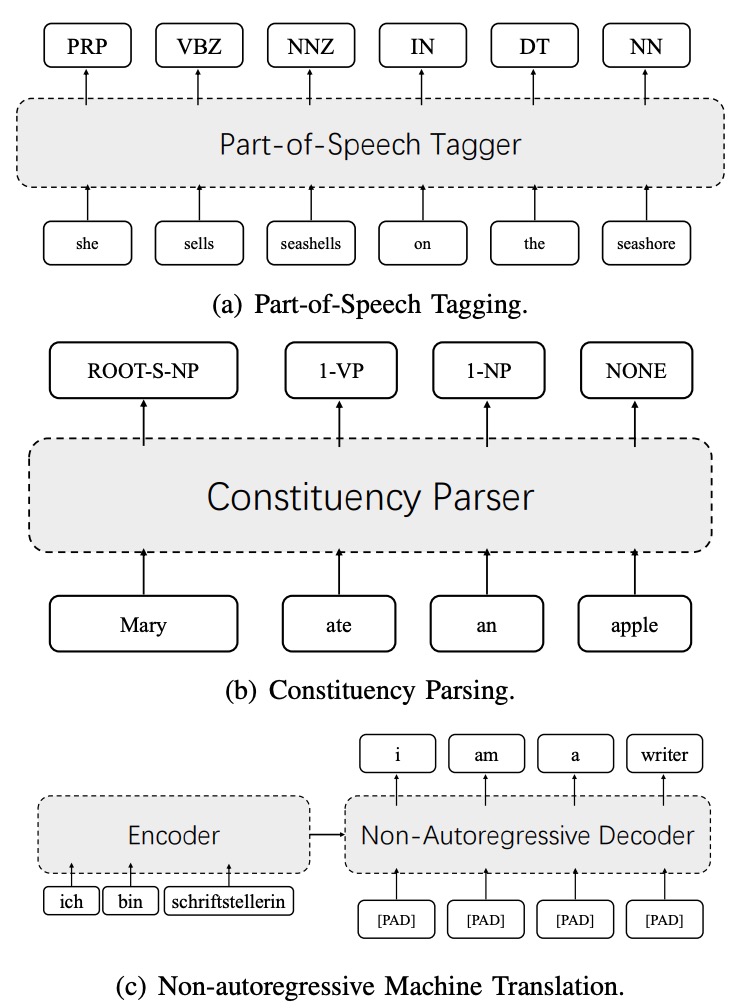 PRP VBZ NNZ IN DT NN
Part-of-Speech Tagger
she sells seashells on the seashore
(a) Part-of-Speech Tagging.
ROOT-S-NP 1-VP 1-NP NONE
Constituency Parser
Mary ate an apple
(b) Constituency Parsing.
i am a writer
Encoder Non-Autoregressive Decoder
ich bin schriftstellerin
[PAD] [PAD] [PAD] [PAD]
(c) Non-autoregressive Machine Translation.